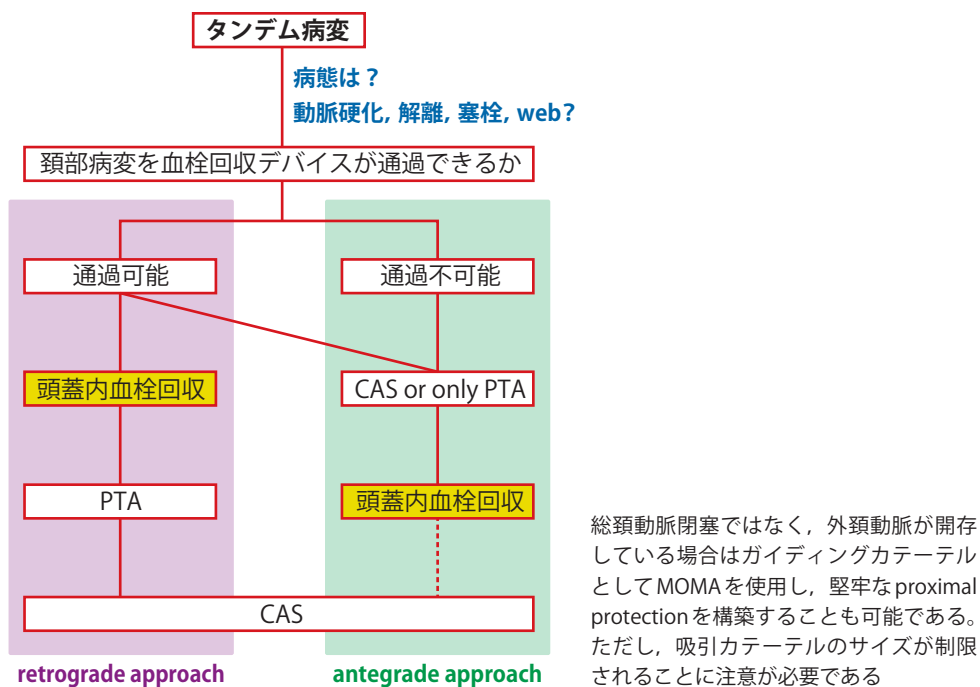 タンデム病変
病態は？
動脈硬化, 解離, 塞栓, web?
頚部病変を血栓回収デバイスが通過できるか
通過可能
通過不可能
頭蓋内血栓回収
CAS or only PTA
PTA
頭蓋内血栓回収
CAS
retrograde approach
antegrade approach
総頚動脈閉塞ではなく，外頚動脈が開存
している場合はガイディングカテーテル
としてMOMAを使用し，堅牢なproximal
protectionを構築することも可能である。
ただし，吸引カテーテルのサイズが制限
されることに注意が必要である